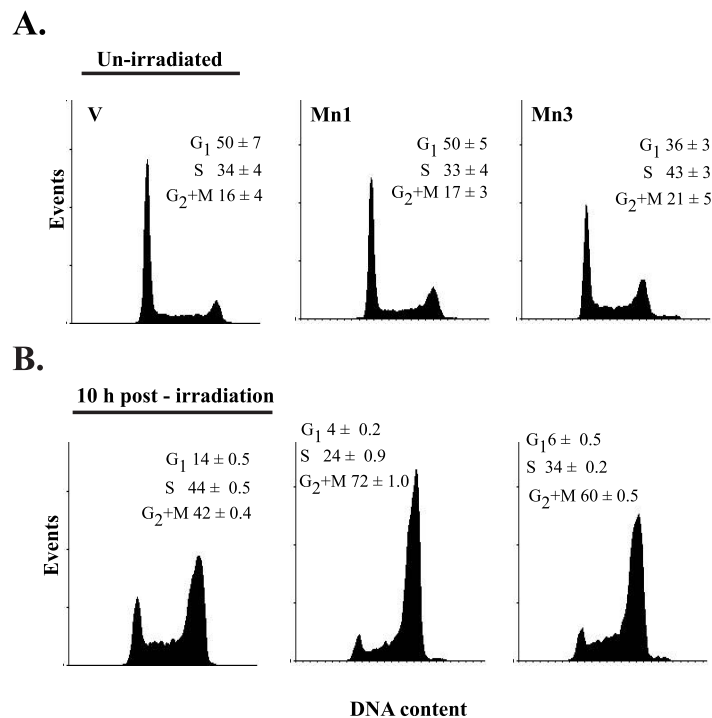 A.
Un-irradiated
V
G1 50 ± 7
S 34 ± 4
G2+M 16 ± 4
Mn1
G1 50 ± 5
S 33 ± 4
G2+M 17 ± 3
Mn3
G1 36 ± 3
S 43 ± 3
G2+M 21 ± 5
Events
B.
10 h post - irradiation
G1 14 ± 0.5
S 44 ± 0.5
G2+M 42 ± 0.4
G1 4 ± 0.2
S 24 ± 0.9
G2+M 72 ± 1.0
G1 6 ± 0.5
S 34 ± 0.2
G2+M 60 ± 0.5
Events
DNA content